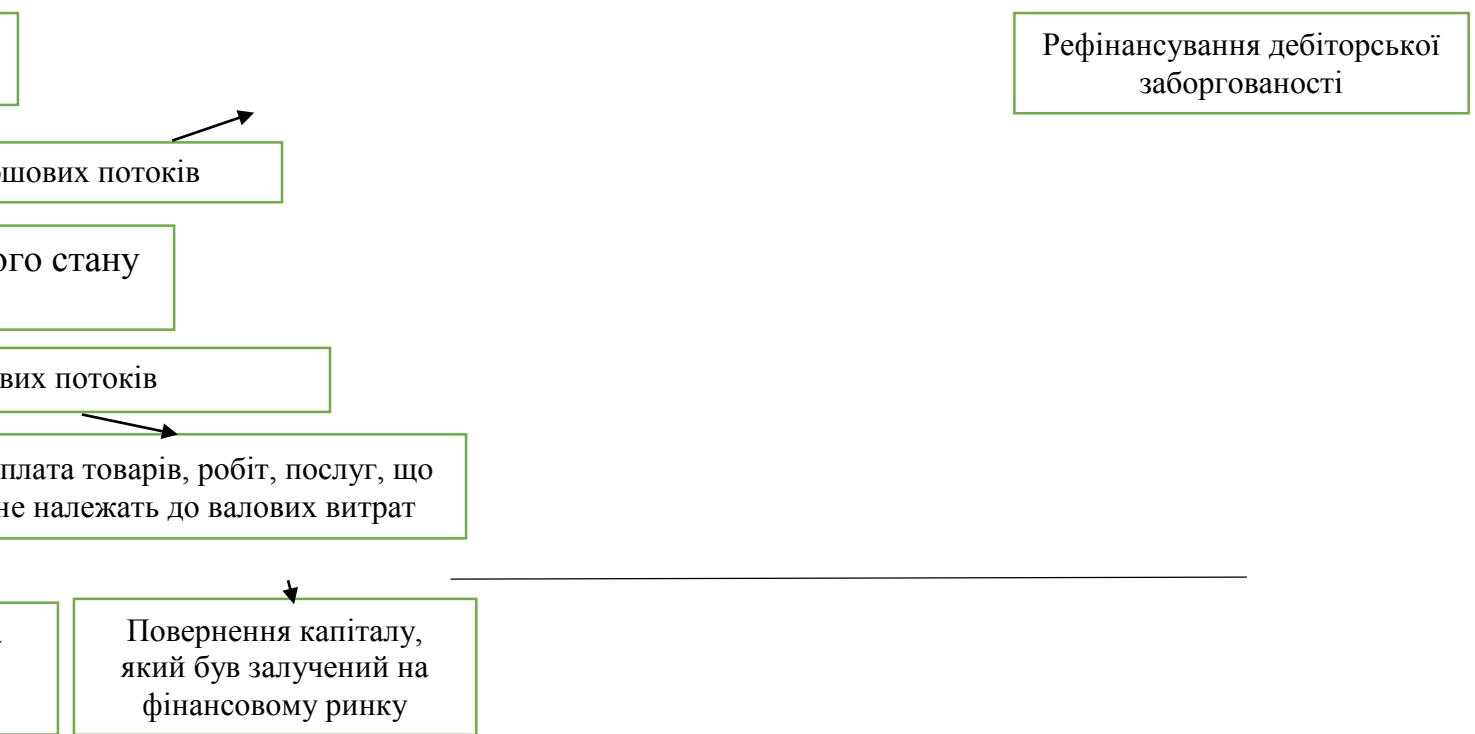 Рефінансування дебіторської
заборгованості
шових потоків
ого стану
вих потоків
плата товарів, робіт, послуг, що
не належать до валових витрат
Повернення капіталу,
який був залучений на
фінансовому ринку